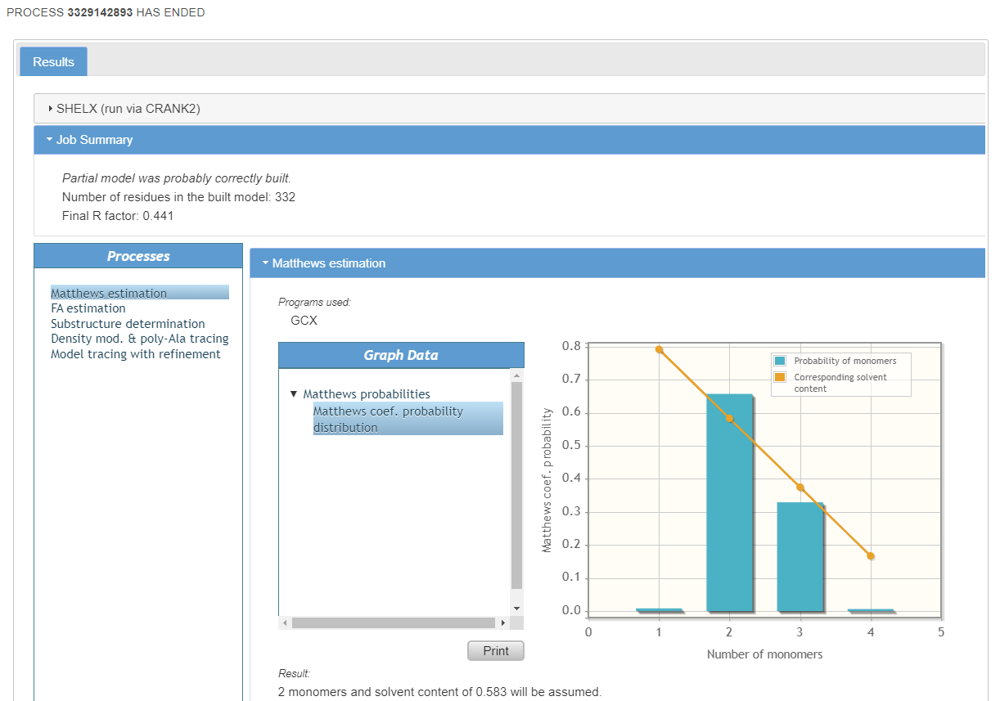 PROCESS 3329142893 HAS ENDED
Results
SHELX (run via CRANK2)
Job Summary
Partial model was probably correctly built.
Number of residues in the built model: 332
Final R factor: 0.441
Processes
Matthews estimation
FA estimation
Substructure determination
Density mod. & poly-Ala tracing
Model tracing with refinement
Matthews estimation
Programs used:
GCX
Graph Data
Matthews probabilities
Matthews coef. probability
distribution
Print
Matthews coef. probability
0.8
0.7
0.6
0.5
0.4
0.3
0.2
0.1
0.0
Probability of monomers
Corresponding solvent
content
0 1 2 3 4 5
Number of monomers
Result:
2 monomers and solvent content of 0.583 will be assumed.